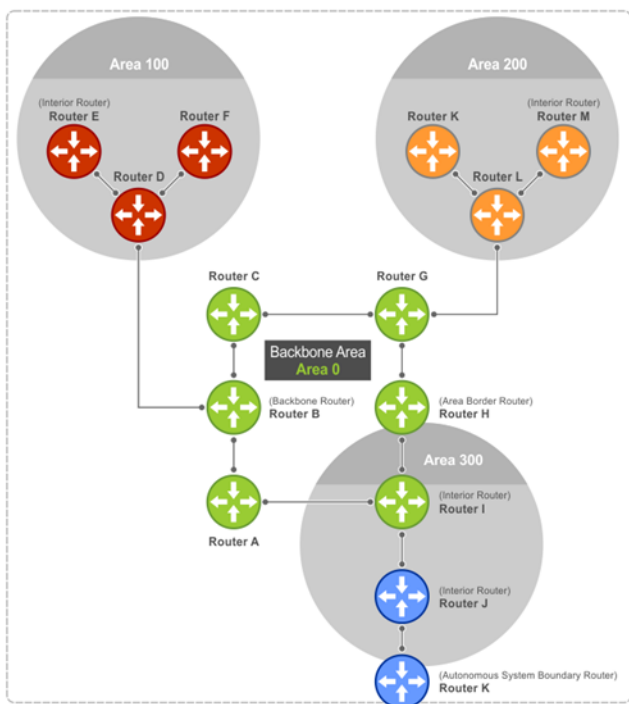 Area 100
(Interior Router)
Router E
Router F
Router D
Area 200
Router K
(Interior Router)
Router M
Router L
Router C
Router G
Backbone Area
Area 0
(Backbone Router)
Router B
(Area Border Router)
Router H
Area 300
(Interior Router)
Router I
Router A
(Interior Router)
Router J
(Autonomous System Boundary Router)
Router K